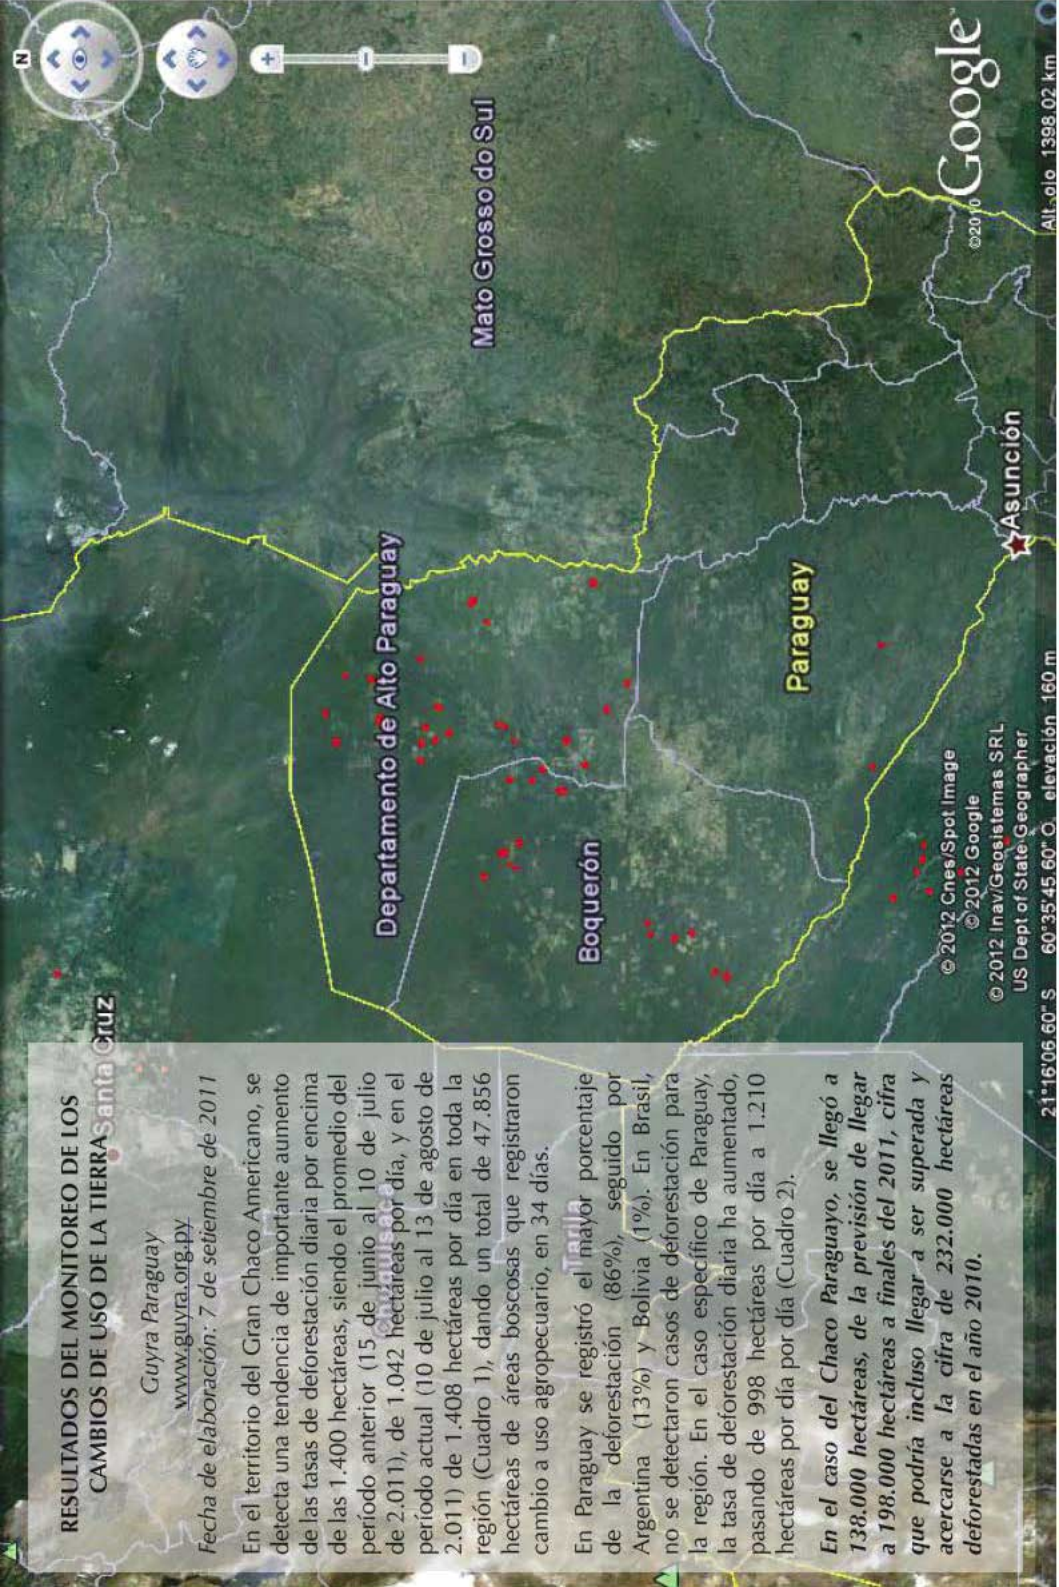 RESULTADOS DEL MONITOREO DE LOS
CAMBIOS DE USO DE LA TIERRA
Guyra Paraguay
www.guyra.org.py
Fecha de elaboración: 7 de setiembre de 2011
En el territorio del Gran Chaco Americano, se
detecta una tendencia de importante aumento
de las tasas de deforestación diaria por encima
de las 1.400 hectáreas, siendo el promedio del
período anterior (15 de junio al 10 de julio
de 2.011), de 1.042 hectáreas por día, y en el
período actual (10 de julio al 13 de agosto de
2.011) de 1.408 hectáreas por día en toda la
región (Cuadro 1), dando un total de 47.856
hectáreas de áreas boscosas que registraron
cambio a uso agropecuario, en 34 días.
En Paraguay se registró el mayor porcentaje
de la deforestación (86%), seguido por
Argentina (13%) y Bolivia (1%). En Brasil,
no se detectaron casos de deforestación para
la región. En el caso específico de Paraguay,
la tasa de deforestación diaria ha aumentado,
pasando de 998 hectáreas por día a 1.210
hectáreas por día por día (Cuadro 2).
En el caso del Chaco Paraguayo, se llegó a
138.000 hectáreas, de la previsión de llegar
a 198.000 hectáreas a finales del 2011, cifra
que podría incluso llegar a ser superada y
acercarse a la cifra de 232.000 hectáreas
deforestadas en el año 2010.
Santa Cruz
Chuquisaca
Tarija
Departamento de Alto Paraguay
Mato Grosso do Sul
Boquerón
Paraguay
Asunción
N
© 2012 Cnes/Spot Image
© 2012 Google
© 2012 Inav/Geosistemas SRL
US Dept of State Geographer
©2010 Google
21°16'06.60" S 60°35'45.60" O elevación 160 m Alt. ojo 1398.02 km